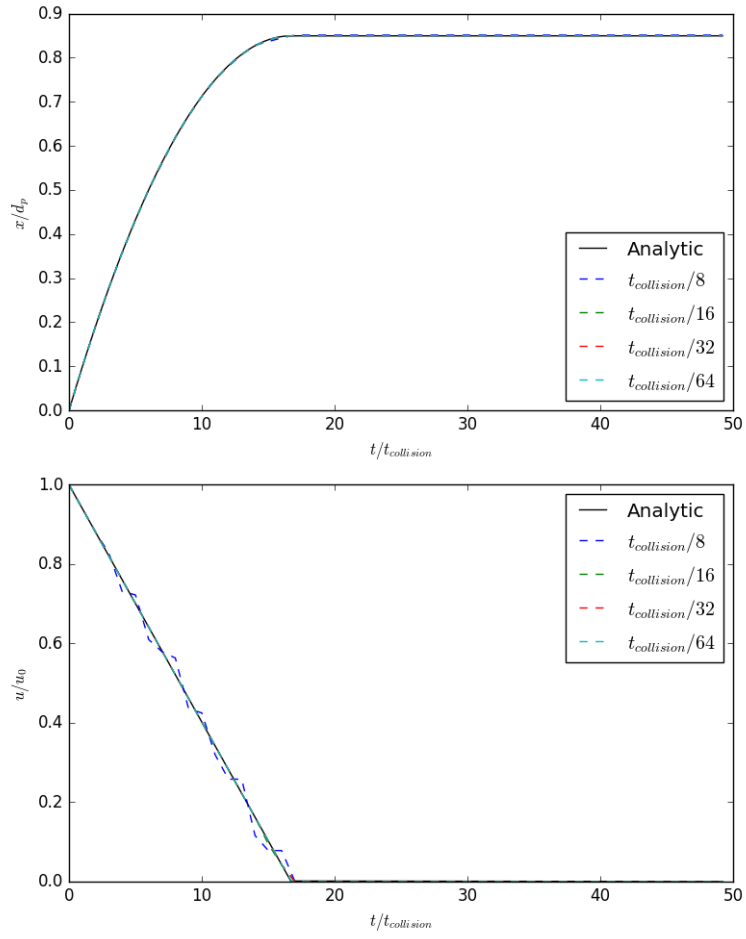 0.9
0.8
0.7
0.6
0.5
0.4
0.3
0.2
0.1
0.0
x/d_p
Analytic
t_collision/8
t_collision/16
t_collision/32
t_collision/64
0 10 20 30 40 50
t/t_collision
1.0
0.8
0.6
0.4
0.2
0.0
u/u_0
Analytic
t_collision/8
t_collision/16
t_collision/32
t_collision/64
0 10 20 30 40 50
t/t_collision